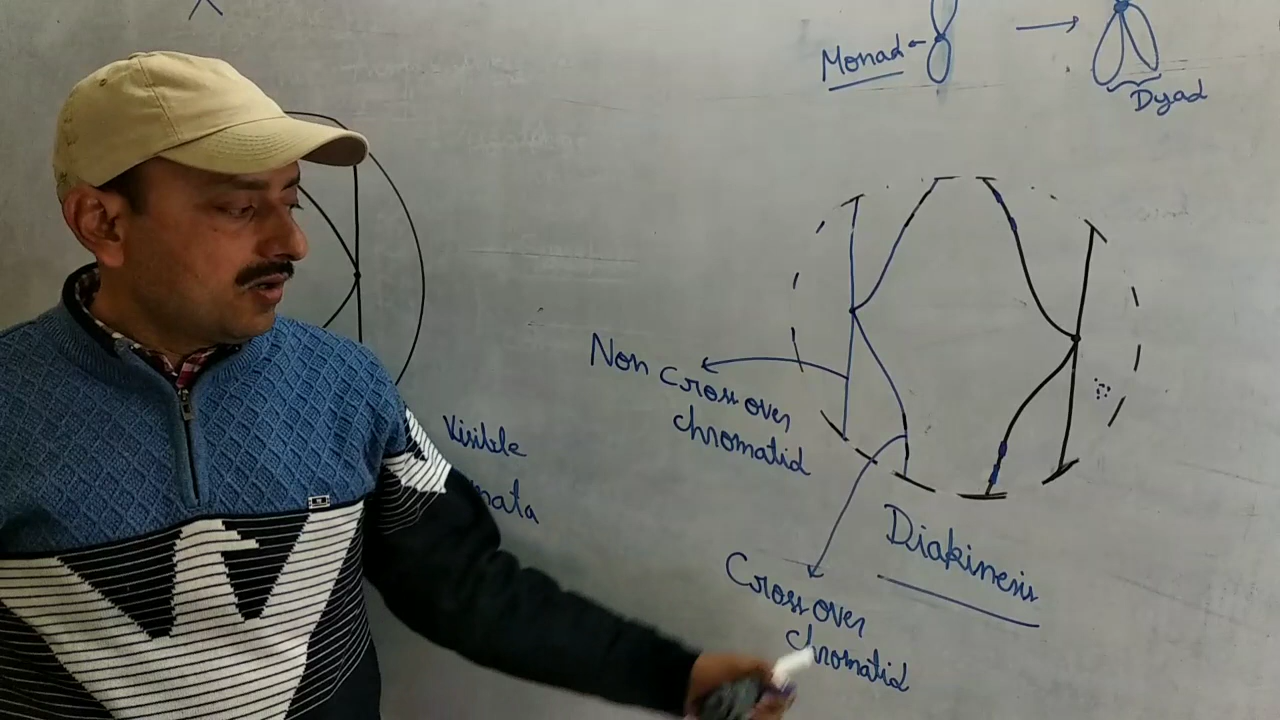 Monad
Dyad
Non
Cross over
chromatid
Visible
Diakinesis
Cross over
chromatid